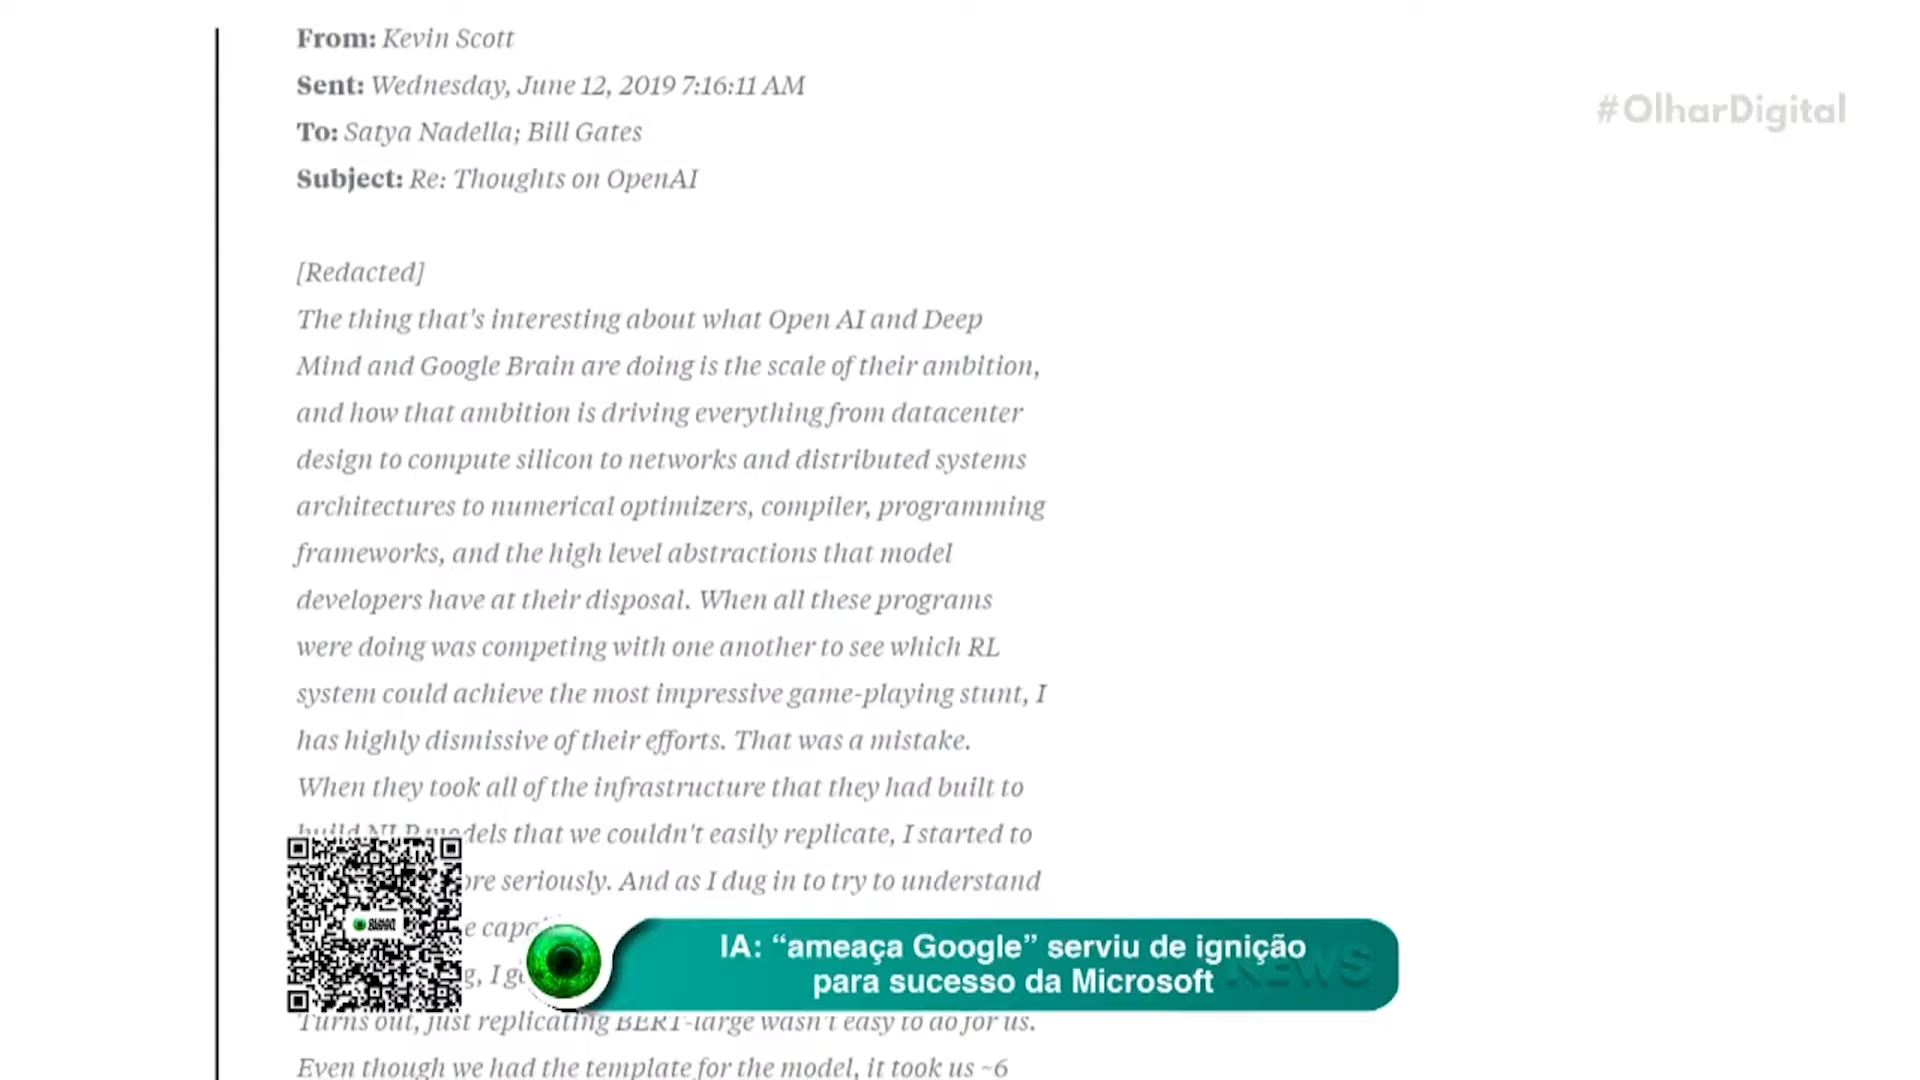 From: Kevin Scott
#OlharDigital
Sent: Wednesday, June 12, 2019 7:16:11 AM
To: Satya Nadella; Bill Gates
Subject: Re: Thoughts on OpenAI
[Redacted]
The thing that's interesting about what Open AI and Deep
Mind and Google Brain are doing is the scale of their ambition,
and how that ambition is driving everything from datacenter
design to compute silicon to networks and distributed systems
architectures to numerical optimizers, compiler, programming
frameworks, and the high level abstractions that model
developers have at their disposal. When all these programs
were doing was competing with one another to see which RL
system could achieve the most impressive game-playing stunt, I
has highly dismissive of their efforts. That was a mistake.
When they took all of the infrastructure that they had built to
build NLP models that we couldn't easily replicate, I started to
seriously. And as I dug in to try to understand
IA: “ameaça Google” serviu de ignição
para sucesso da Microsoft
NEWS
Turns out, just replicating BERT-large wasn't easy to do for us.
Even though we had the template for the model, it took us ~6